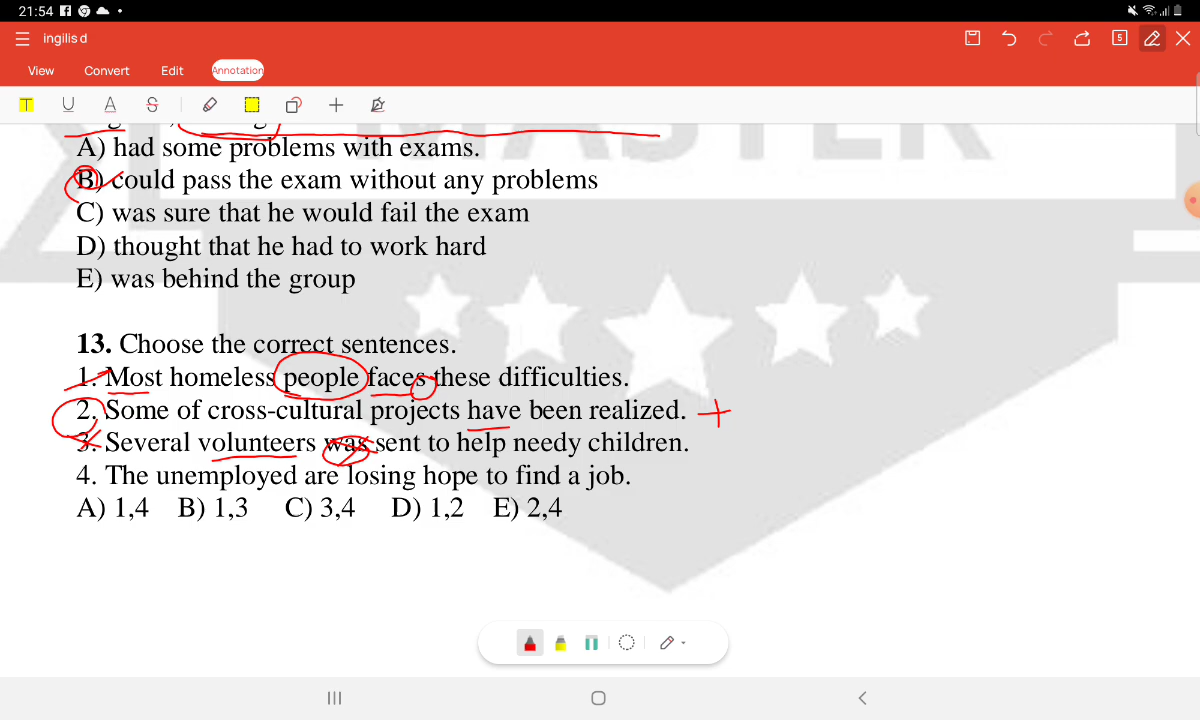 21:54
ingilis d
View Convert Edit Annotation
MASTER
A) had some problems with exams.
B) could pass the exam without any problems
C) was sure that he would fail the exam
D) thought that he had to work hard
E) was behind the group
13. Choose the correct sentences.
1. Most homeless people faces these difficulties.
2. Some of cross-cultural projects have been realized. +
3. Several volunteers was sent to help needy children.
4. The unemployed are losing hope to find a job.
A) 1,4 B) 1,3 C) 3,4 D) 1,2 E) 2,4